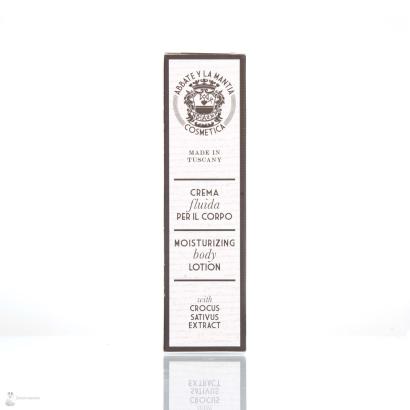 ABBATE Y LA MANTIA
COSMETICA
MADE IN
TUSCANY
CREMA
fluida
PER IL CORPO
MOISTURIZING
body
LOTION
with
CROCUS
SATIVUS
EXTRACT